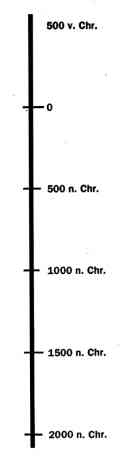 500 v. Chr.
0
500 n. Chr.
1000 n. Chr.
1500 n. Chr.
2000 n. Chr.